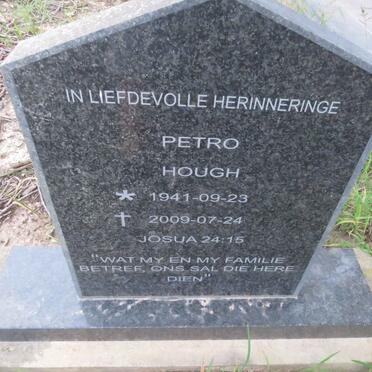 IN LIEFDEVOLLE HERINNERINGE
PETRO
HOUGH
* 1941-09-23
† 2009-07-24
JOSUA 24:15
"WAT MY EN MY FAMILIE
BETREF, ONS SAL DIE HERE
DIEN"